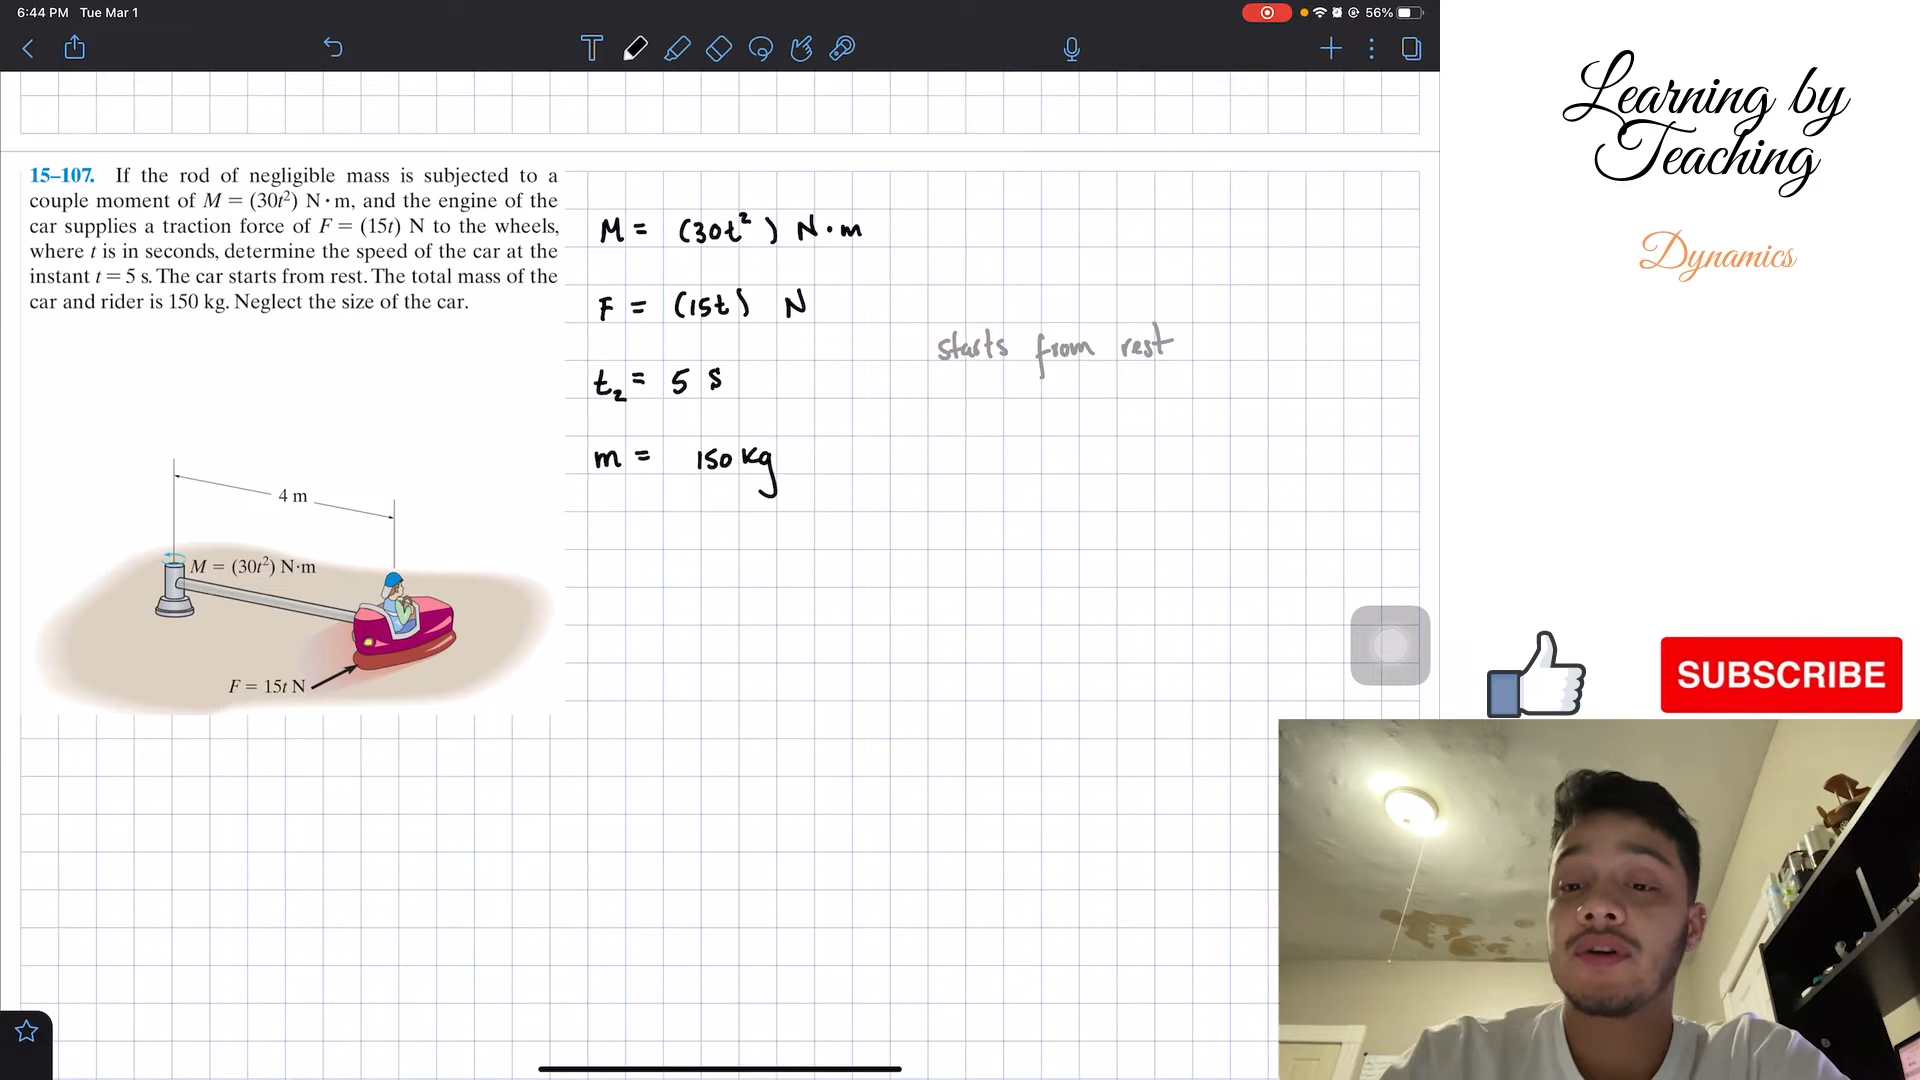 6:44 PM Tue Mar 1
56%
15–107. If the rod of negligible mass is subjected to a
couple moment of M = (30t²) N·m, and the engine of the
car supplies a traction force of F = (15t) N to the wheels,
where t is in seconds, determine the speed of the car at the
instant t = 5 s. The car starts from rest. The total mass of the
car and rider is 150 kg. Neglect the size of the car.
M = (30t²) N·m
F = (15t) N
starts from rest
t₂ = 5 s
m = 150 kg
4 m
M = (30t²) N·m
F = 15t N
Learning by
Teaching
Dynamics
SUBSCRIBE